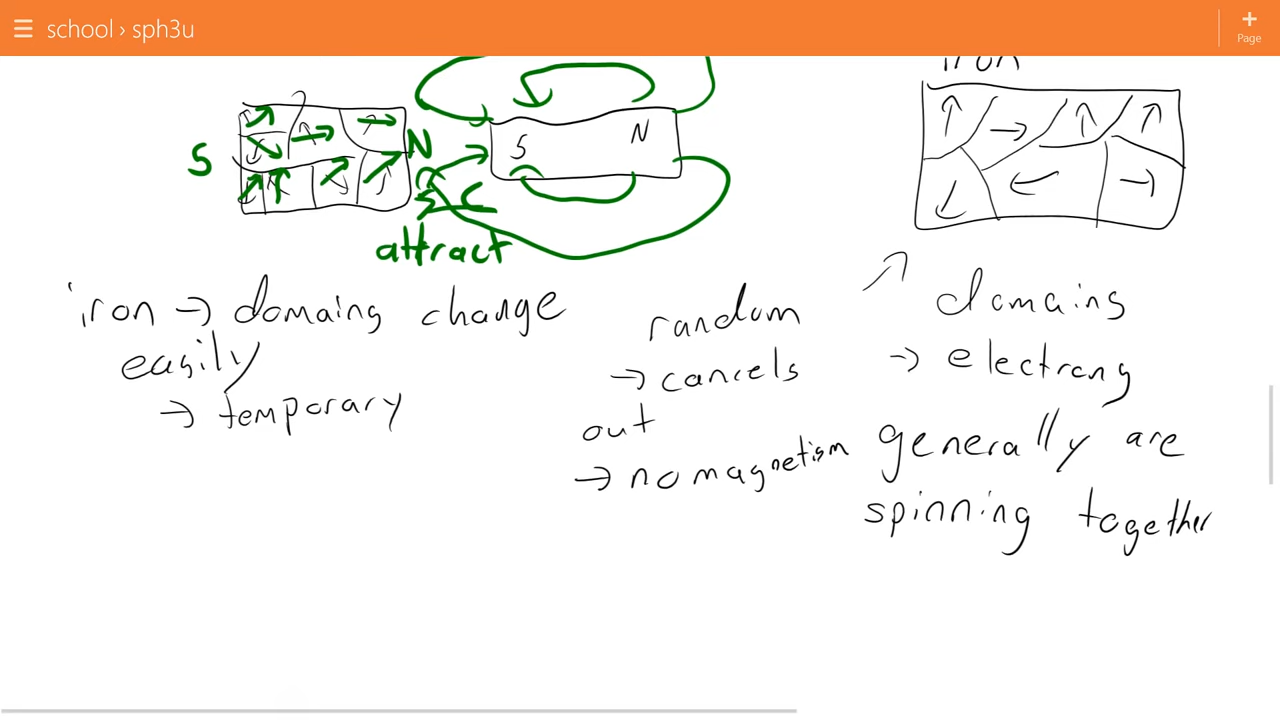 school › sph3u
Page
iron
S
N
S
N
attract
iron → domains change
easily
→ temporary
random
→ cancels
out
→ no magnetism
domains
→ electrons
generally are
spinning together